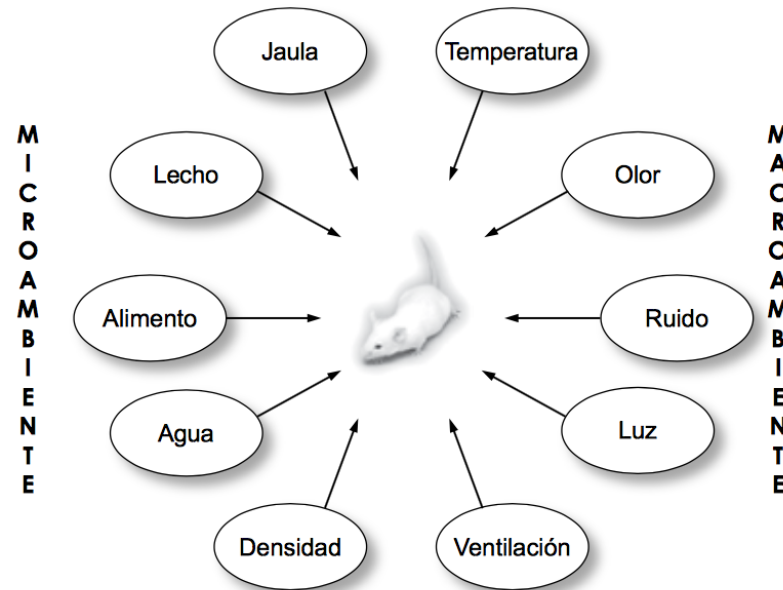 MICROAMBIENTE
Jaula
Lecho
Alimento
Agua
Densidad
Temperatura
Olor
Ruido
Luz
Ventilación
MACROAMBIENTE